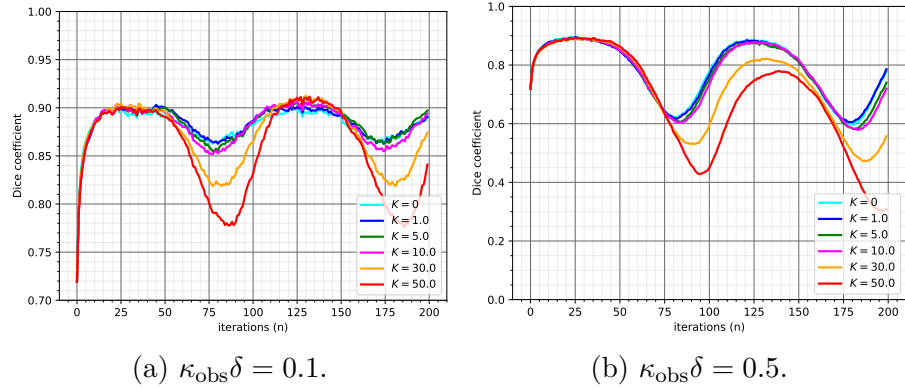 1.00
0.95
0.90
0.85
0.80
0.75
0.70
Dice coefficient
0 25 50 75 100 125 150 175 200
iterations (n)
K = 0
K = 1.0
K = 5.0
K = 10.0
K = 30.0
K = 50.0
(a) κobsδ = 0.1.
1.0
0.8
0.6
0.4
0.2
0.0
Dice coefficient
0 25 50 75 100 125 150 175 200
iterations (n)
K = 0
K = 1.0
K = 5.0
K = 10.0
K = 30.0
K = 50.0
(b) κobsδ = 0.5.